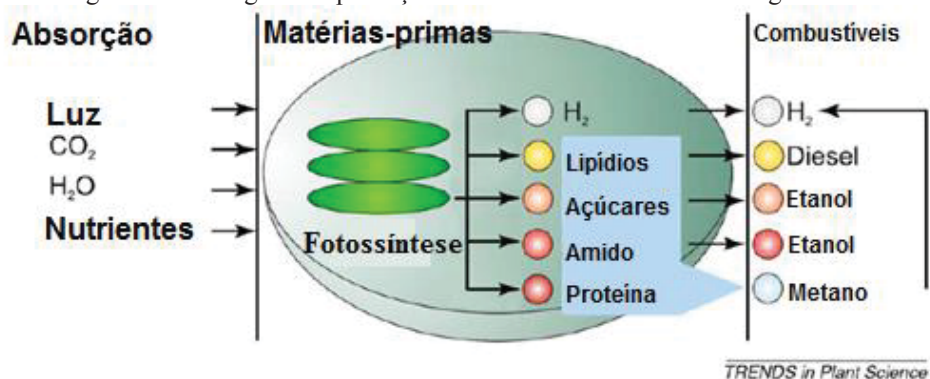 Absorção
Matérias-primas
Combustíveis
Luz
CO₂
H₂O
Nutrientes
Fotossíntese
H₂
Lipídios
Açúcares
Amido
Proteína
H₂
Diesel
Etanol
Etanol
Metano
TRENDS in Plant Science